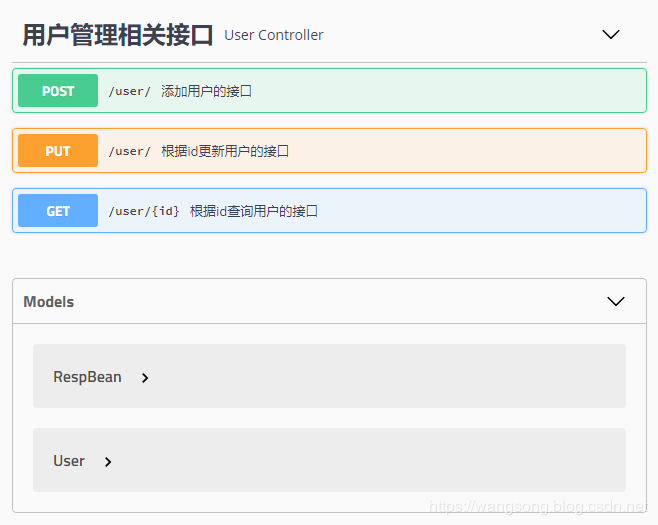 用户管理相关接口 User Controller
POST /user/ 添加用户的接口
PUT /user/ 根据id更新用户的接口
GET /user/{id} 根据id查询用户的接口
Models
RespBean
User
https://wangsong.blog.csdn.net